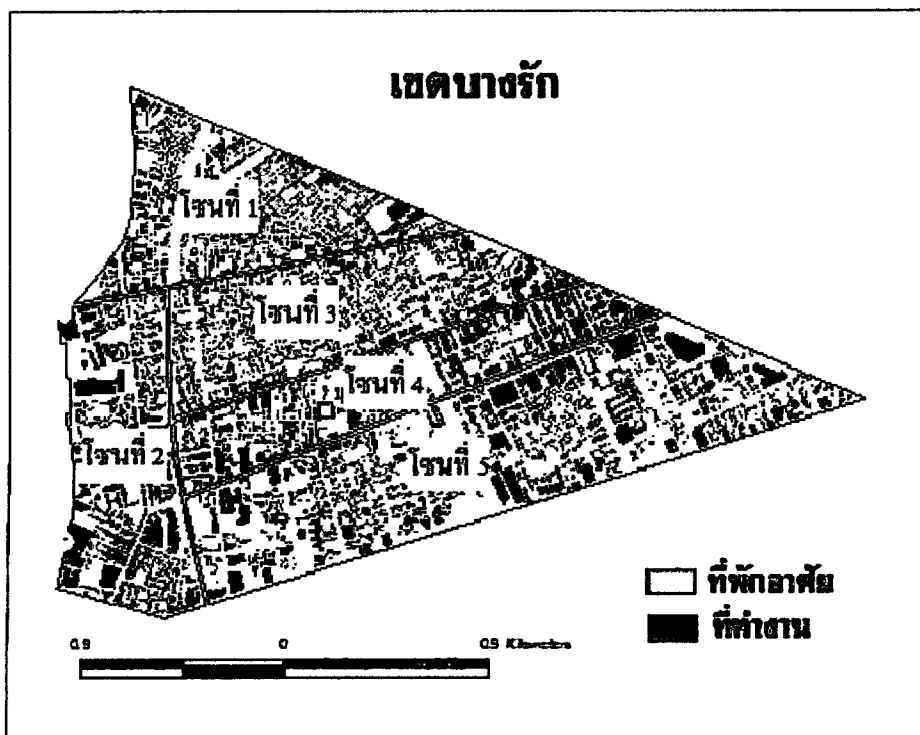 เขตบางรัก
โซนที่ 1
โซนที่ 3
โซนที่ 4
โซนที่ 2
โซนที่ 5
ที่พักอาศัย
ที่ทำงาน
0.9 0 0.9 Kilometers